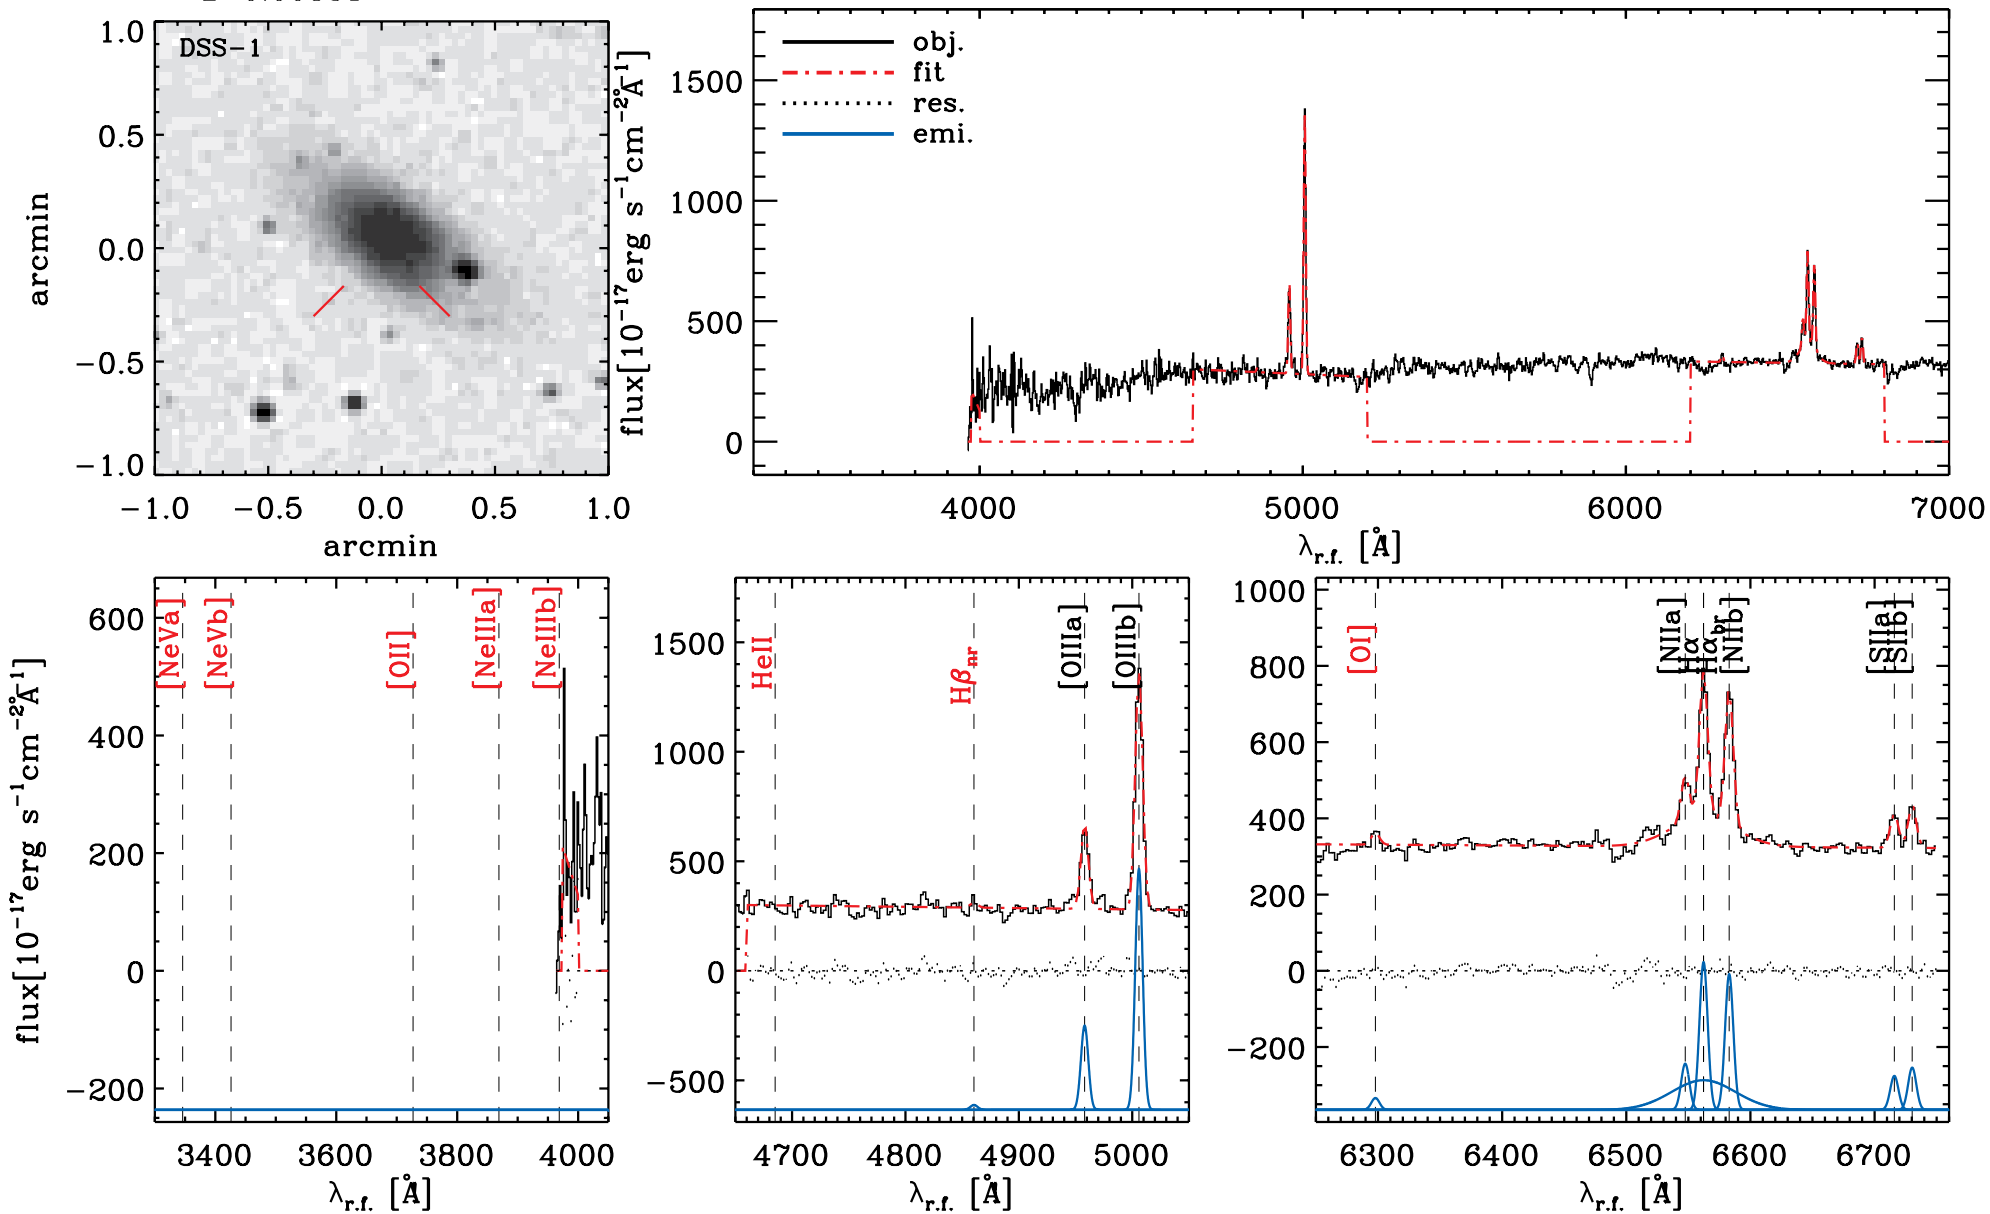 DSS-1
1.0
0.5
0.0
-0.5
-1.0
-1.0 -0.5 0.0 0.5 1.0
arcmin
arcmin
flux[10⁻¹⁷erg s⁻¹cm⁻²Å⁻¹]
obj.
fit
res.
emi.
1500
1000
500
0
4000 5000 6000 7000
λr.f. [Å]
flux[10⁻¹⁷erg s⁻¹cm⁻²Å⁻¹]
600
400
200
0
-200
[NeVa] [NeVb] [OII] [NeIIIa] [NeIIIb]
3400 3600 3800 4000
λr.f. [Å]
1500
1000
500
0
-500
HeII Hβnr [OIIIa] [OIIIb]
4700 4800 4900 5000
λr.f. [Å]
1000
800
600
400
200
0
-200
[OI] [NIIa] Hα Hαbr [NIIb] [SIIa] [SIIb]
6300 6400 6500 6600 6700
λr.f. [Å]